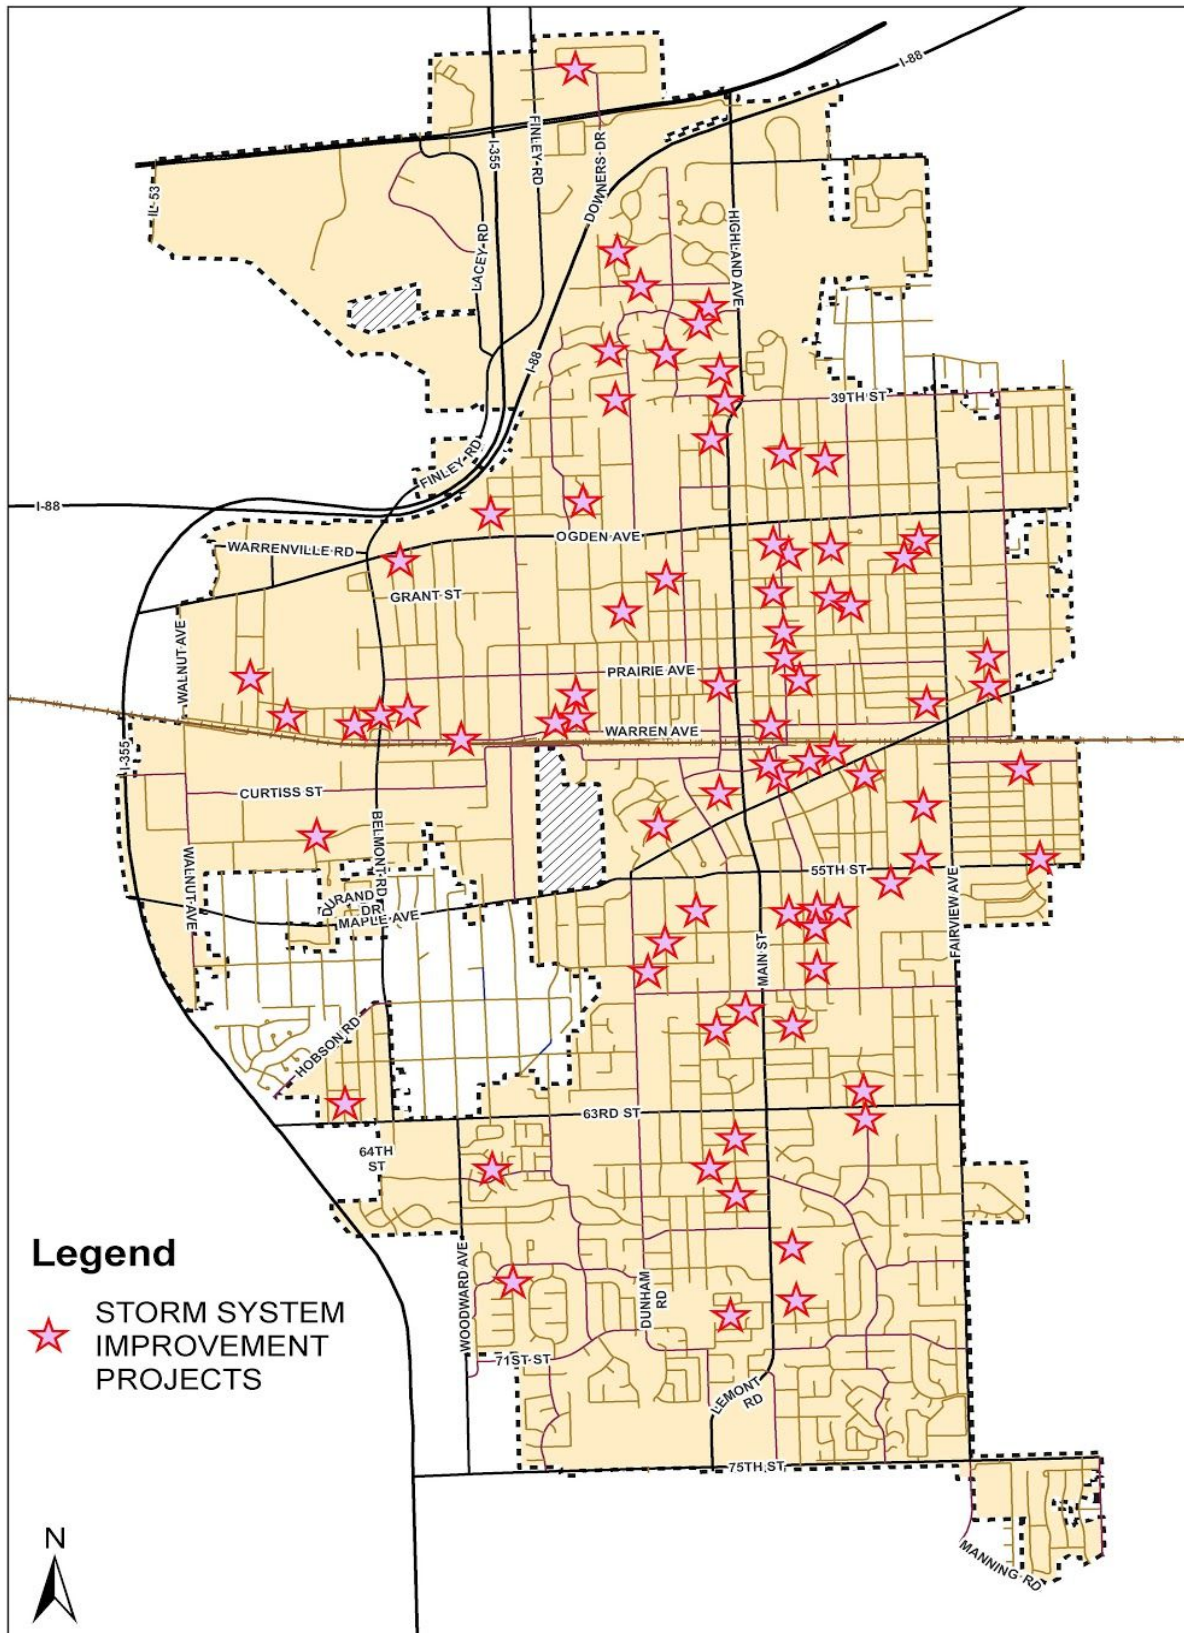 I-88
IL-53
I-355
FINLEY RD
DOWNERS DR
LACEY RD
HIGHLAND AVE
I-88
39TH ST
FINLEY RD
I-88
OGDEN AVE
WARRENVILLE RD
GRANT ST
WALNUT AVE
PRAIRIE AVE
WARREN AVE
I-355
CURTISS ST
BELMONT RD
WALNUT AVE
55TH ST
DURAND
DR
MAPLE AVE
FAIRVIEW AVE
MAIN ST
HOBSON RD
63RD ST
64TH
ST
WOODWARD AVE
DUNHAM
RD
71ST ST
LEMONT
RD
75TH ST
MANNING RD
Legend
STORM SYSTEM
IMPROVEMENT
PROJECTS
N